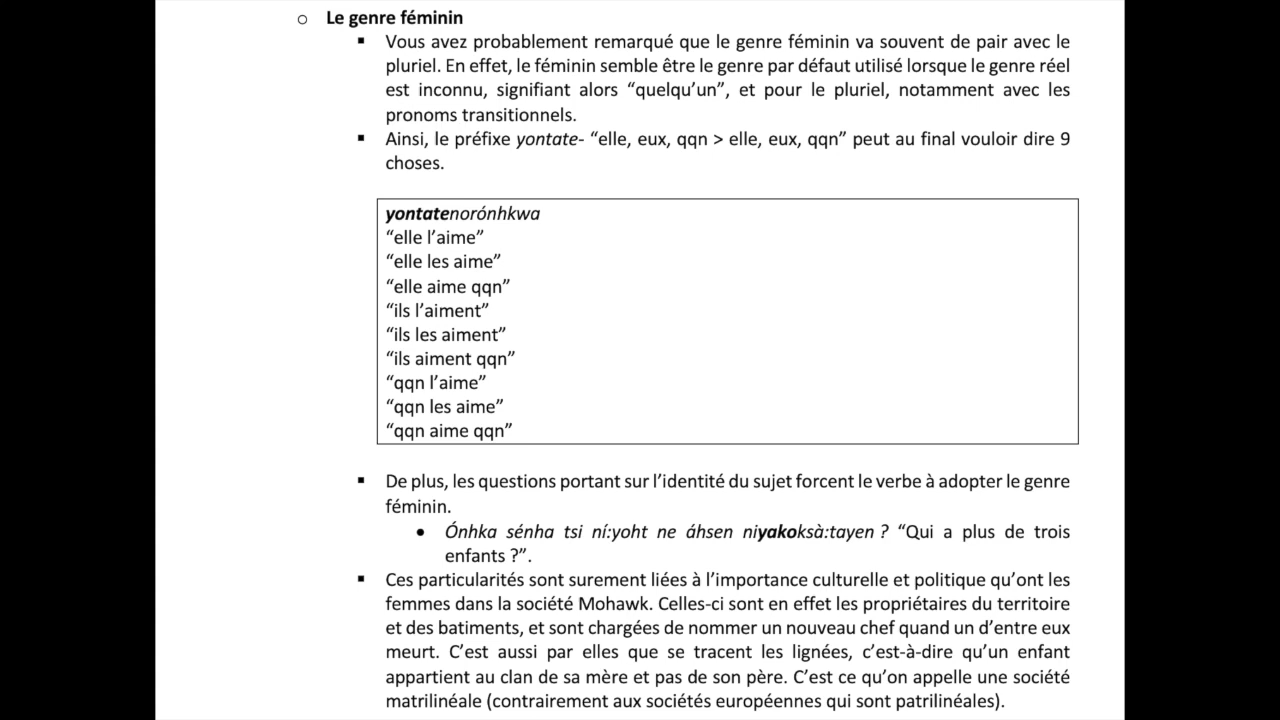 o Le genre féminin
▪ Vous avez probablement remarqué que le genre féminin va souvent de pair avec le
pluriel. En effet, le féminin semble être le genre par défaut utilisé lorsque le genre réel
est inconnu, signifiant alors “quelqu’un”, et pour le pluriel, notamment avec les
pronoms transitionnels.
▪ Ainsi, le préfixe yontate- “elle, eux, qqn > elle, eux, qqn” peut au final vouloir dire 9
choses.
yontatenorónhkwa
“elle l’aime”
“elle les aime”
“elle aime qqn”
“ils l’aiment”
“ils les aiment”
“ils aiment qqn”
“qqn l’aime”
“qqn les aime”
“qqn aime qqn”
▪ De plus, les questions portant sur l’identité du sujet forcent le verbe à adopter le genre
féminin.
• Ónhka sénha tsi ní:yoht ne áhsen niyakoksà:tayen ? “Qui a plus de trois
enfants ?”.
▪ Ces particularités sont surement liées à l’importance culturelle et politique qu’ont les
femmes dans la société Mohawk. Celles-ci sont en effet les propriétaires du territoire
et des batiments, et sont chargées de nommer un nouveau chef quand un d’entre eux
meurt. C’est aussi par elles que se tracent les lignées, c’est-à-dire qu’un enfant
appartient au clan de sa mère et pas de son père. C’est ce qu’on appelle une société
matrilinéale (contrairement aux sociétés européennes qui sont patrilinéales).